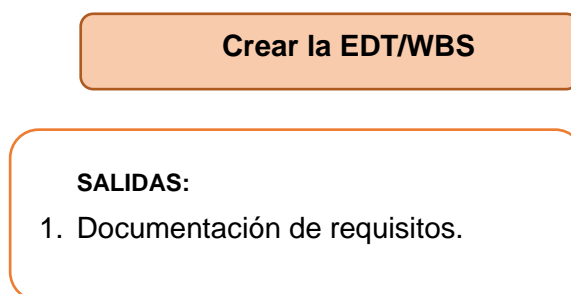 Crear la EDT/WBS
SALIDAS:
1. Documentación de requisitos.